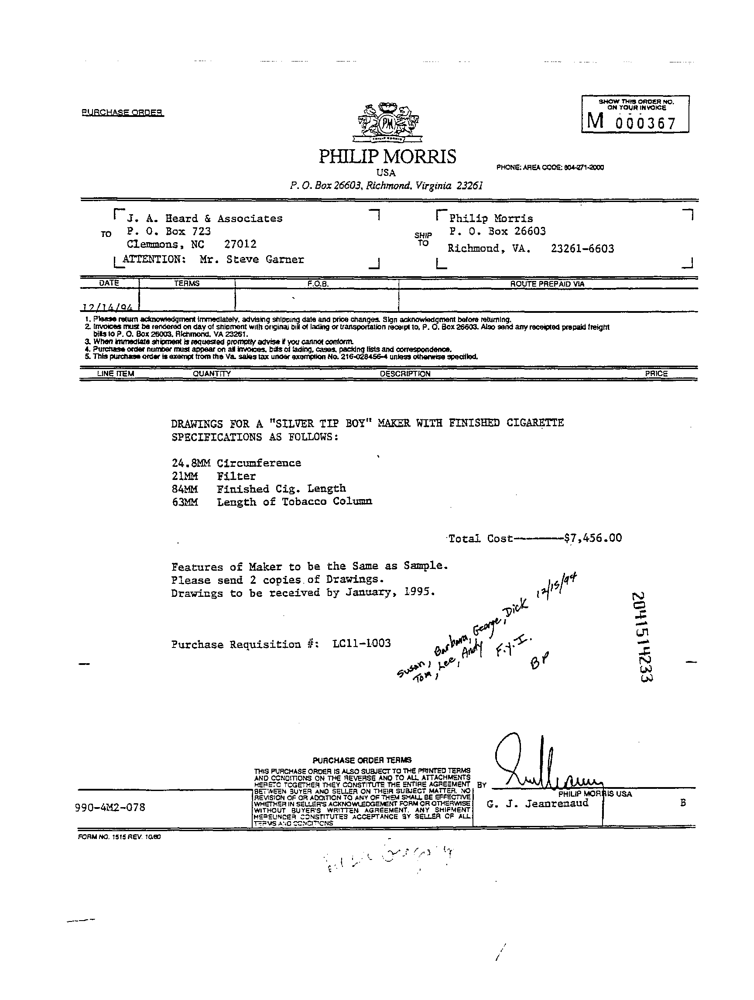 PURCHASE ORDER
SHOW THIS ORDER NO.
ON YOUR INVOICE
M 000367
PM
PHILIP MORRIS
USA
PHONE: AREA CODE: 804-271-2000
P. O. Box 26603, Richmond, Virginia 23261
TO
J. A. Heard & Associates
P. O. Box 723
Clemmons, NC 27012
ATTENTION: Mr. Steve Garner
SHIP
TO
Philip Morris
P. O. Box 26603
Richmond, VA. 23261-6603
DATE TERMS F.O.B. ROUTE PREPAID VIA
12/14/94
1. Please return acknowledgment immediately, advising shipping date and price changes. Sign acknowledgment before returning.
2. Invoices must be rendered on day of shipment with original bill of lading or transportation receipt to, P. O. Box 26603. Also send any receipted prepaid freight
bills to P. O. Box 26003, Richmond, VA 23261.
3. When immediate shipment is requested promptly advise if you cannot conform.
4. Purchase order number must appear on all invoices, bills of lading, cases, packing lists and correspondence.
5. This purchase order is exempt from the Va. sales tax under exemption No. 216-028456-4 unless otherwise specified.
LINE ITEM QUANTITY DESCRIPTION PRICE
DRAWINGS FOR A "SILVER TIP BOY" MAKER WITH FINISHED CIGARETTE
SPECIFICATIONS AS FOLLOWS:
24.8MM Circumference
21MM Filter
84MM Finished Cig. Length
63MM Length of Tobacco Column
Total Cost--------$7,456.00
Features of Maker to be the Same as Sample.
Please send 2 copies of Drawings.
Drawings to be received by January, 1995.
Purchase Requisition #: LC11-1003
Susan, Barbara, George, Dick 12/15/94
Tom, Lee, Andy F.Y.I.
BP
2041514233
PURCHASE ORDER TERMS
THIS PURCHASE ORDER IS ALSO SUBJECT TO THE PRINTED TERMS
AND CONDITIONS ON THE REVERSE AND TO ALL ATTACHMENTS
HERETO TOGETHER THEY CONSTITUTE THE ENTIRE AGREEMENT
BETWEEN BUYER AND SELLER ON THEIR SUBJECT MATTER. NO
REVISION OF OR ADDITION TO ANY OF THEM SHALL BE EFFECTIVE
WHETHER IN SELLER'S ACKNOWLEDGEMENT FORM OR OTHERWISE
WITHOUT BUYER'S WRITTEN AGREEMENT. ANY SHIPMENT
HEREUNDER CONSTITUTES ACCEPTANCE BY SELLER OF ALL
TERMS AND CONDITIONS
BY
PHILIP MORRIS USA
G. J. Jeanrenaud
B
990-4M2-078
FORM NO. 1515 REV. 10/80